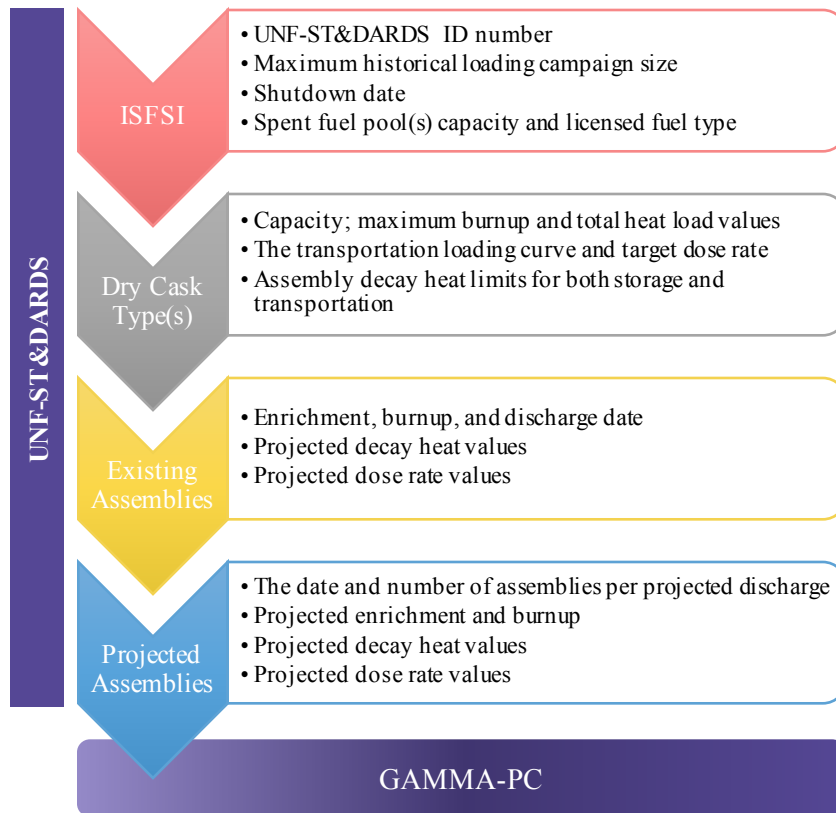 UNF-ST&DARDS
ISFSI
• UNF-ST&DARDS ID number
• Maximum historical loading campaign size
• Shutdown date
• Spent fuel pool(s) capacity and licensed fuel type
Dry Cask
Type(s)
• Capacity; maximum burnup and total heat load values
• The transportation loading curve and target dose rate
• Assembly decay heat limits for both storage and
transportation
Existing
Assemblies
• Enrichment, burnup, and discharge date
• Projected decay heat values
• Projected dose rate values
Projected
Assemblies
• The date and number of assemblies per projected discharge
• Projected enrichment and burnup
• Projected decay heat values
• Projected dose rate values
GAMMA-PC